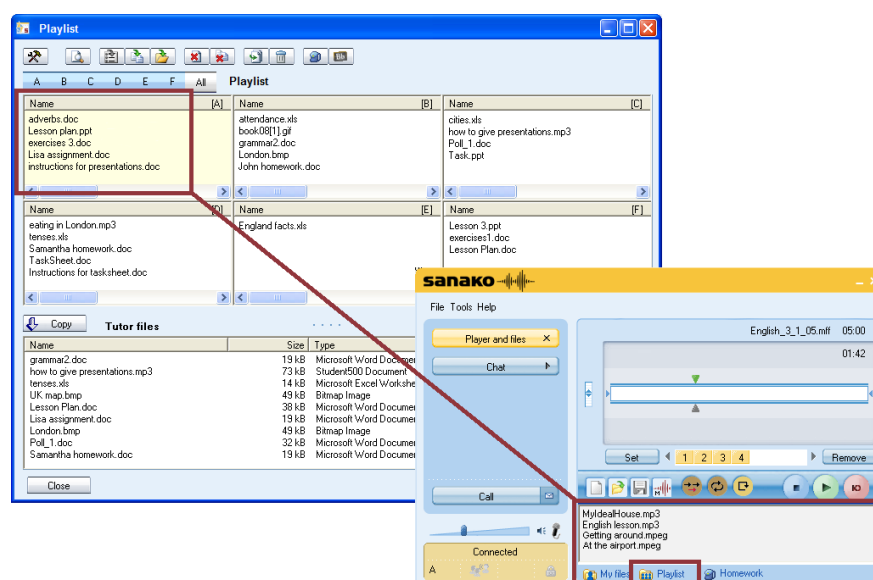 Playlist
A B C D E F All Playlist
Name [A] Name [B] Name [C]
adverbs.doc
Lesson plan.ppt
exercises 3.doc
Lisa assignment.doc
instructions for presentations.doc
attendance.xls
book08[1].gif
grammar2.doc
London.bmp
John homework.doc
cities.xls
how to give presentations.mp3
Poll_1.doc
Task.ppt
Name [D] Name [E] Name [F]
eating in London.mp3
tenses.xls
Samantha homework.doc
TaskSheet.doc
Instructions for tasksheet.doc
England facts.xls
Lesson 3.ppt
exercises1.doc
Lesson Plan.doc
Copy Tutor files
Name Size Type
grammar2.doc 19 kB Microsoft Word Documen
how to give presentations.mp3 73 kB Student500 Document
tenses.xls 14 kB Microsoft Excel Workshe
UK map.bmp 49 kB Bitmap Image
Lesson Plan.doc 38 kB Microsoft Word Documen
Lisa assignment.doc 19 kB Microsoft Word Documen
London.bmp 49 kB Bitmap Image
Poll_1.doc 32 kB Microsoft Word Documen
Samantha homework.doc 19 kB Microsoft Word Documen
Close
sanako
File Tools Help
Player and files
Chat
Call
Connected
A
English_3_1_05.mff 05:00
01:42
Set 1 2 3 4 Remove
MyIdealHouse.mp3
English lesson.mp3
Getting around.mpeg
At the airport.mpeg
My files Playlist Homework